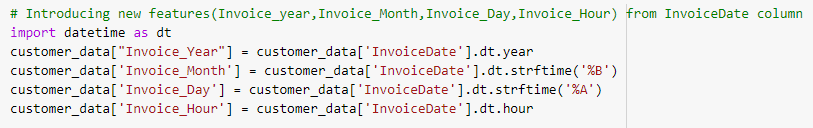 # Introducing new features(Invoice_year,Invoice_Month,Invoice_Day,Invoice_Hour) from InvoiceDate column
import datetime as dt
customer_data["Invoice_Year"] = customer_data['InvoiceDate'].dt.year
customer_data['Invoice_Month'] = customer_data['InvoiceDate'].dt.strftime('%B')
customer_data['Invoice_Day'] = customer_data['InvoiceDate'].dt.strftime('%A')
customer_data['Invoice_Hour'] = customer_data['InvoiceDate'].dt.hour